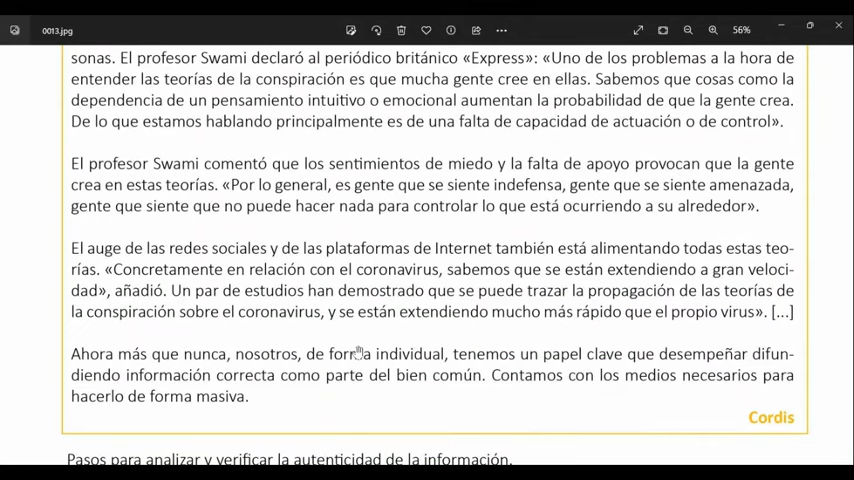 0013.jpg
56%
sonas. El profesor Swami declaró al periódico británico «Express»: «Uno de los problemas a la hora de
entender las teorías de la conspiración es que mucha gente cree en ellas. Sabemos que cosas como la
dependencia de un pensamiento intuitivo o emocional aumentan la probabilidad de que la gente crea.
De lo que estamos hablando principalmente es de una falta de capacidad de actuación o de control».
El profesor Swami comentó que los sentimientos de miedo y la falta de apoyo provocan que la gente
crea en estas teorías. «Por lo general, es gente que se siente indefensa, gente que se siente amenazada,
gente que siente que no puede hacer nada para controlar lo que está ocurriendo a su alrededor».
El auge de las redes sociales y de las plataformas de Internet también está alimentando todas estas teo-
rías. «Concretamente en relación con el coronavirus, sabemos que se están extendiendo a gran veloci-
dad», añadió. Un par de estudios han demostrado que se puede trazar la propagación de las teorías de
la conspiración sobre el coronavirus, y se están extendiendo mucho más rápido que el propio virus». [...]
Ahora más que nunca, nosotros, de forma individual, tenemos un papel clave que desempeñar difun-
diendo información correcta como parte del bien común. Contamos con los medios necesarios para
hacerlo de forma masiva.
Cordis
Pasos para analizar y verificar la autenticidad de la información.